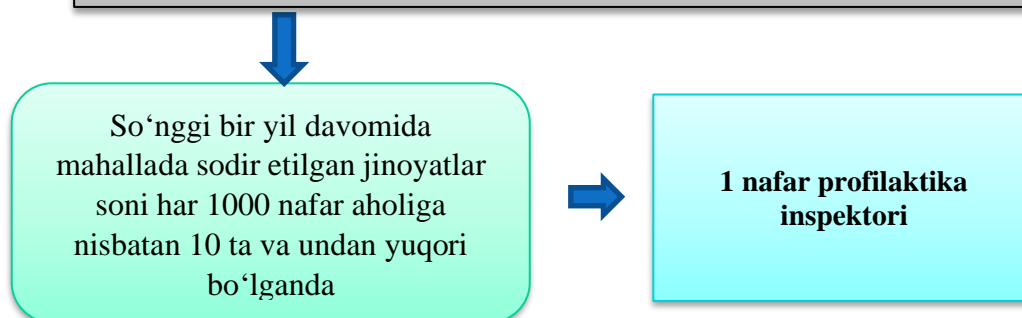 So‘nggi bir yil davomida
mahallada sodir etilgan jinoyatlar
soni har 1000 nafar aholiga
nisbatan 10 ta va undan yuqori
bo‘lganda
1 nafar profilaktika
inspektori